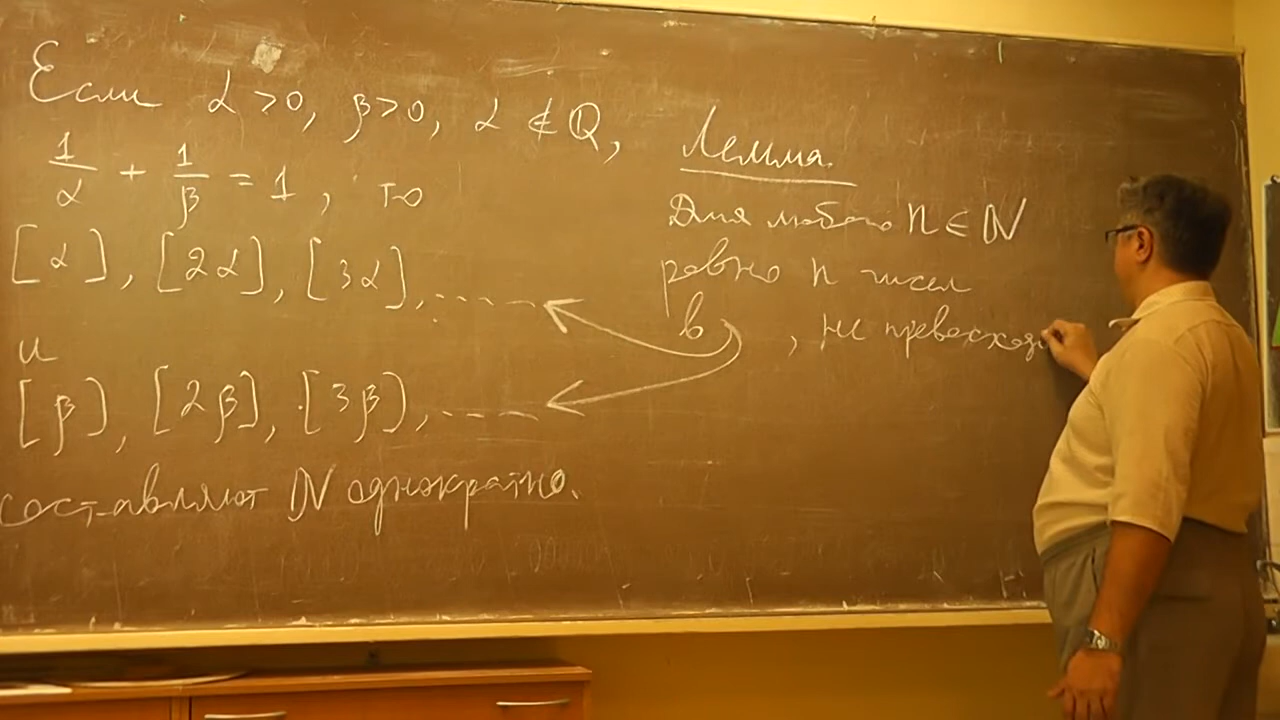 Если α > 0, β > 0, α ∉ ℚ,
1/α + 1/β = 1, то
[α], [2α], [3α], .....
и
[β], [2β], [3β], .....
составляют ℕ однократно.
Лемма.
Для любого n ∈ ℕ
ровно n чисел
в , не превосходя